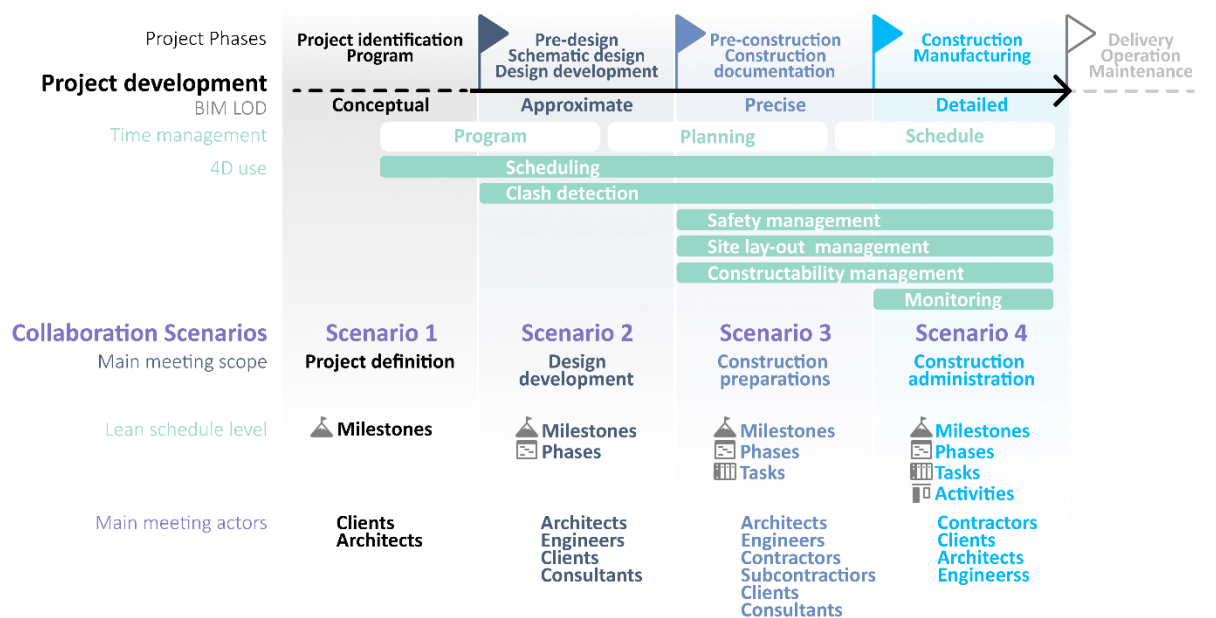 Project Phases
Project identification
Program
Pre-design
Schematic design
Design development
Pre-construction
Construction
documentation
Construction
Manufacturing
Delivery
Operation
Maintenance
Project development
BIM LOD
Conceptual
Approximate
Precise
Detailed
Time management
Program
Planning
Schedule
4D use
Scheduling
Clash detection
Safety management
Site lay-out management
Constructability management
Monitoring
Collaboration Scenarios
Scenario 1
Scenario 2
Scenario 3
Scenario 4
Main meeting scope
Project definition
Design
development
Construction
preparations
Construction
administration
Lean schedule level
Milestones
Milestones
Phases
Milestones
Phases
Tasks
Milestones
Phases
Tasks
Activities
Main meeting actors
Clients
Architects
Architects
Engineers
Clients
Consultants
Architects
Engineers
Contractors
Subcontractiors
Clients
Consultants
Contractors
Clients
Architects
Engineerss